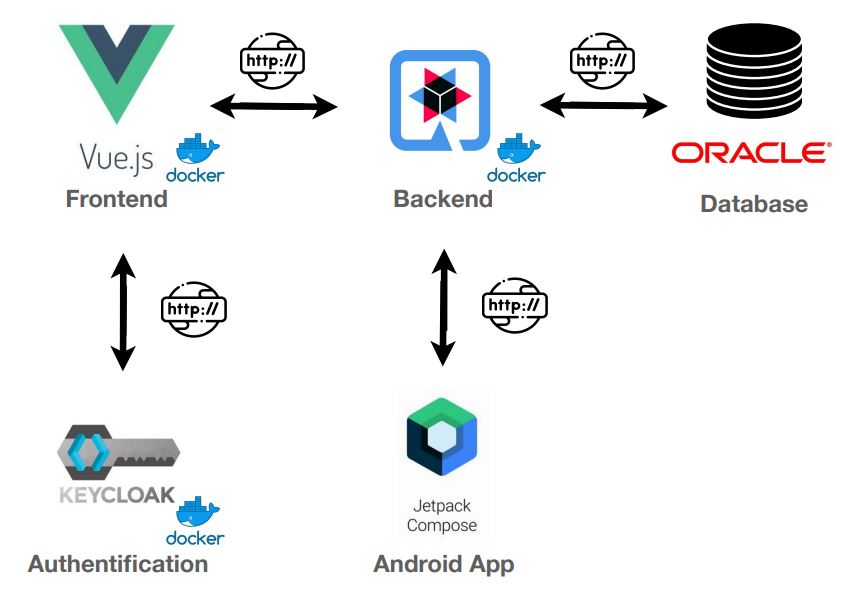 http://
http://
Vue.js
docker
Frontend
docker
Backend
ORACLE®
Database
http://
http://
KEYCLOAK
docker
Authentification
Jetpack
Compose
Android App